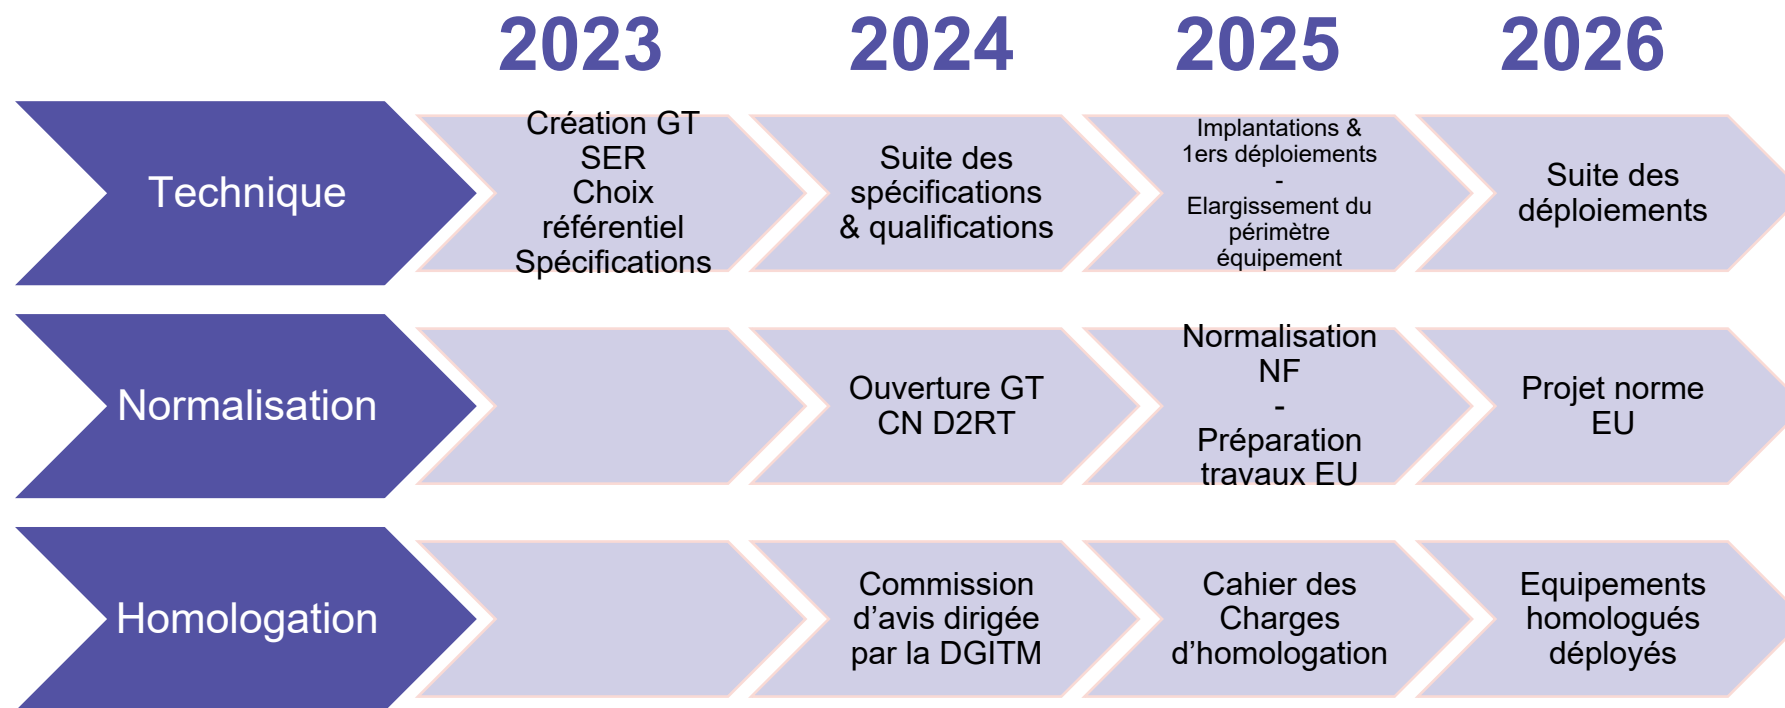 2023 2024 2025 2026
Technique
Création GT
SER
Choix
référentiel
Spécifications
Suite des
spécifications
& qualifications
Implantations &
1ers déploiements
-
Elargissement du
périmètre
équipement
Suite des
déploiements
Normalisation
Ouverture GT
CN D2RT
Normalisation
NF
-
Préparation
travaux EU
Projet norme
EU
Homologation
Commission
d’avis dirigée
par la DGITM
Cahier des
Charges
d’homologation
Equipements
homologués
déployés